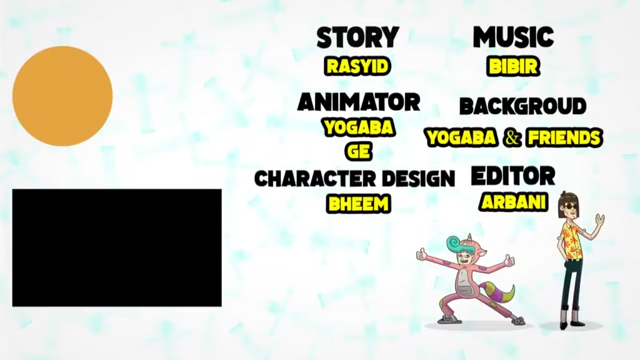 STORY
RASYID
MUSIC
BIBIR
ANIMATOR
YOGABA
GE
BACKGROUD
YOGABA & FRIENDS
CHARACTER DESIGN
BHEEM
EDITOR
ARBANI